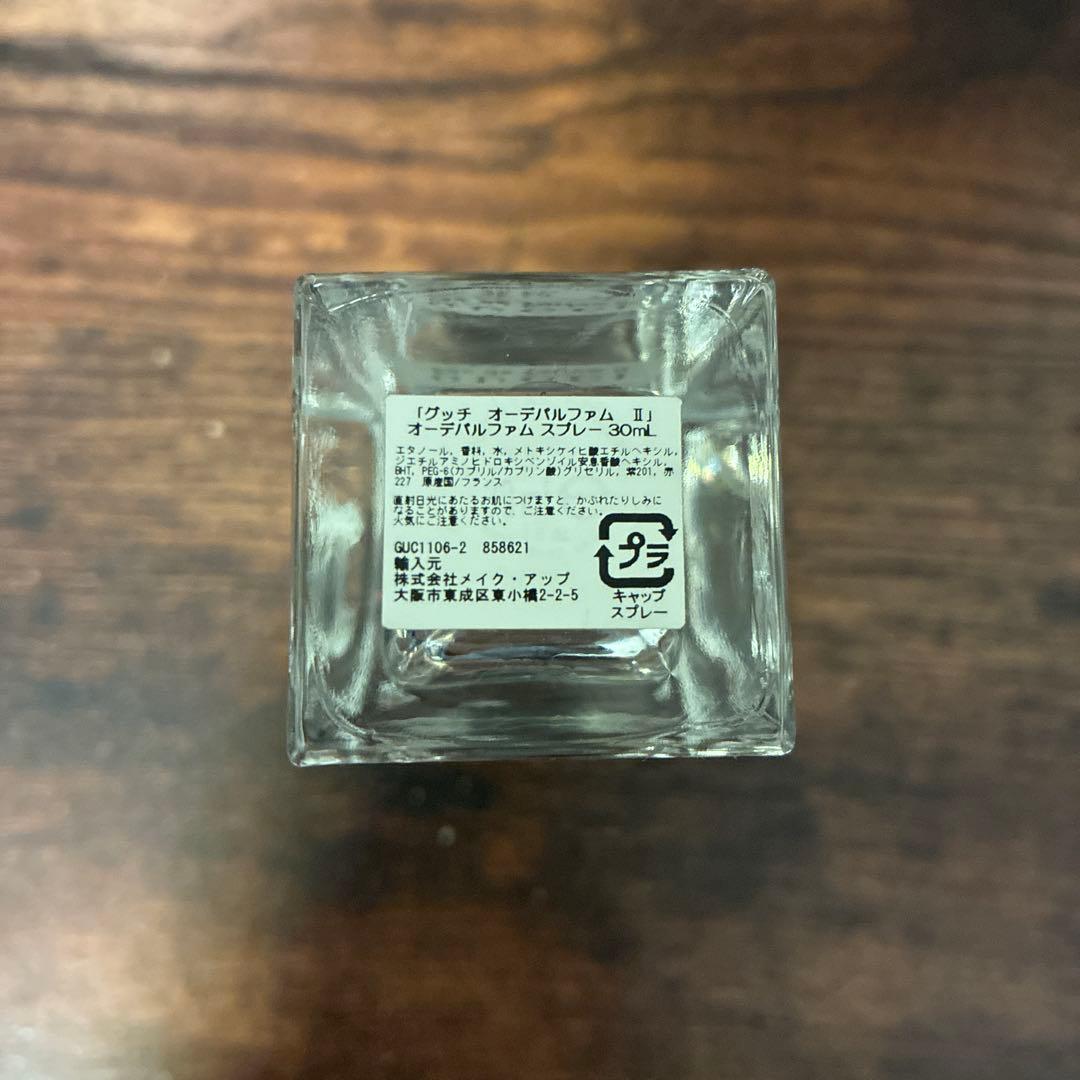 「グッチ オーデパルファム Ⅱ」
オーデパルファム スプレー 30mL
エタノール, 香料, 水, メトキシケイヒ酸エチルヘキシル,
ジエチルアミノヒドロキシベンゾイル安息香酸ヘキシル,
BHT, PEG-6(カプリル/カプリン酸)グリセリル, 紫201, 赤
227 原産国/フランス
直射日光にあたるお肌につけますと、かぶれたりしみに
なることがありますので、ご注意ください。
火気にご注意ください。
GUC1106-2 858621
輸入元
株式会社メイク・アップ
大阪市東成区東小橋2-2-5
プラ
キャップ
スプレー